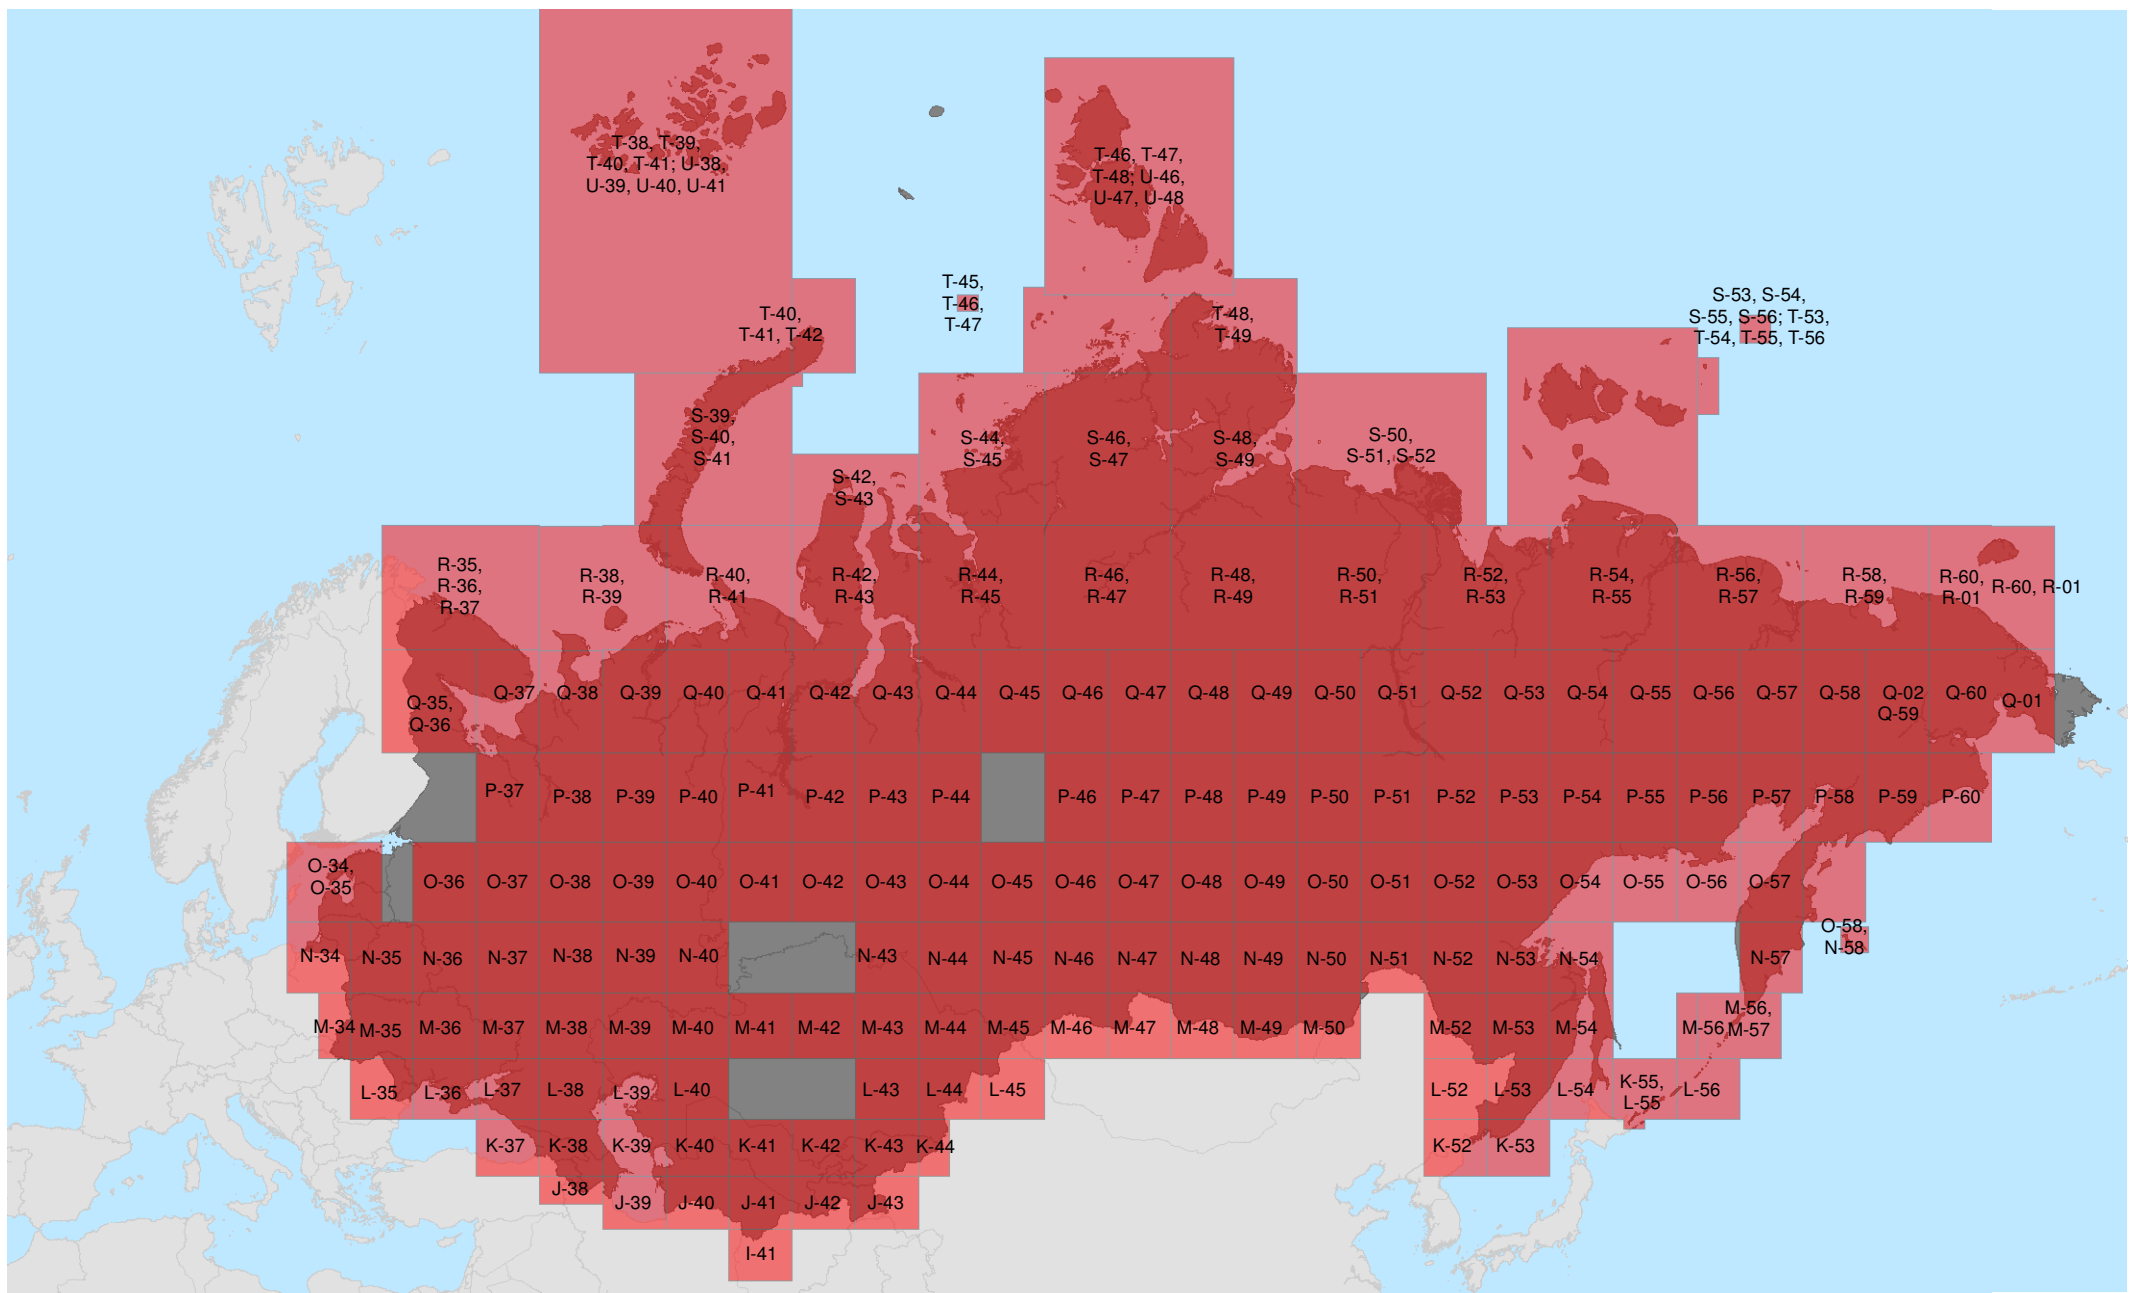 T-38, T-39,
T-40, T-41; U-38,
U-39, U-40, U-41
T-46, T-47,
T-48; U-46,
U-47, U-48
T-45,
T-46,
T-47
S-53, S-54,
S-55, S-56; T-53,
T-54, T-55, T-56
T-40,
T-41, T-42
T-48,
T-49
S-39,
S-40,
S-41
S-42,
S-43
S-44,
S-45
S-46,
S-47
S-48,
S-49
S-50,
S-51, S-52
R-35,
R-36,
R-37
R-38,
R-39
R-40,
R-41
R-42,
R-43
R-44,
R-45
R-46,
R-47
R-48,
R-49
R-50,
R-51
R-52,
R-53
R-54,
R-55
R-56,
R-57
R-58,
R-59
R-60,
R-01
R-60, R-01
Q-35,
Q-36
Q-37
Q-38
Q-39
Q-40
Q-41
Q-42
Q-43
Q-44
Q-45
Q-46
Q-47
Q-48
Q-49
Q-50
Q-51
Q-52
Q-53
Q-54
Q-55
Q-56
Q-57
Q-58
Q-02
Q-59
Q-60
Q-01
P-37
P-38
P-39
P-40
P-41
P-42
P-43
P-44
P-46
P-47
P-48
P-49
P-50
P-51
P-52
P-53
P-54
P-55
P-56
P-57
P-58
P-59
P-60
O-34,
O-35
O-36
O-37
O-38
O-39
O-40
O-41
O-42
O-43
O-44
O-45
O-46
O-47
O-48
O-49
O-50
O-51
O-52
O-53
O-54
O-55
O-56
O-57
O-58,
N-58
N-34
N-35
N-36
N-37
N-38
N-39
N-40
N-43
N-44
N-45
N-46
N-47
N-48
N-49
N-50
N-51
N-52
N-53
N-54
N-57
M-34
M-35
M-36
M-37
M-38
M-39
M-40
M-41
M-42
M-43
M-44
M-45
M-46
M-47
M-48
M-49
M-50
M-52
M-53
M-54
M-56
M-56,
M-57
L-35
L-36
L-37
L-38
L-39
L-40
L-43
L-44
L-45
L-52
L-53
L-54
K-55,
L-55
L-56
K-37
K-38
K-39
K-40
K-41
K-42
K-43
K-44
K-52
K-53
J-38
J-39
J-40
J-41
J-42
J-43
I-41